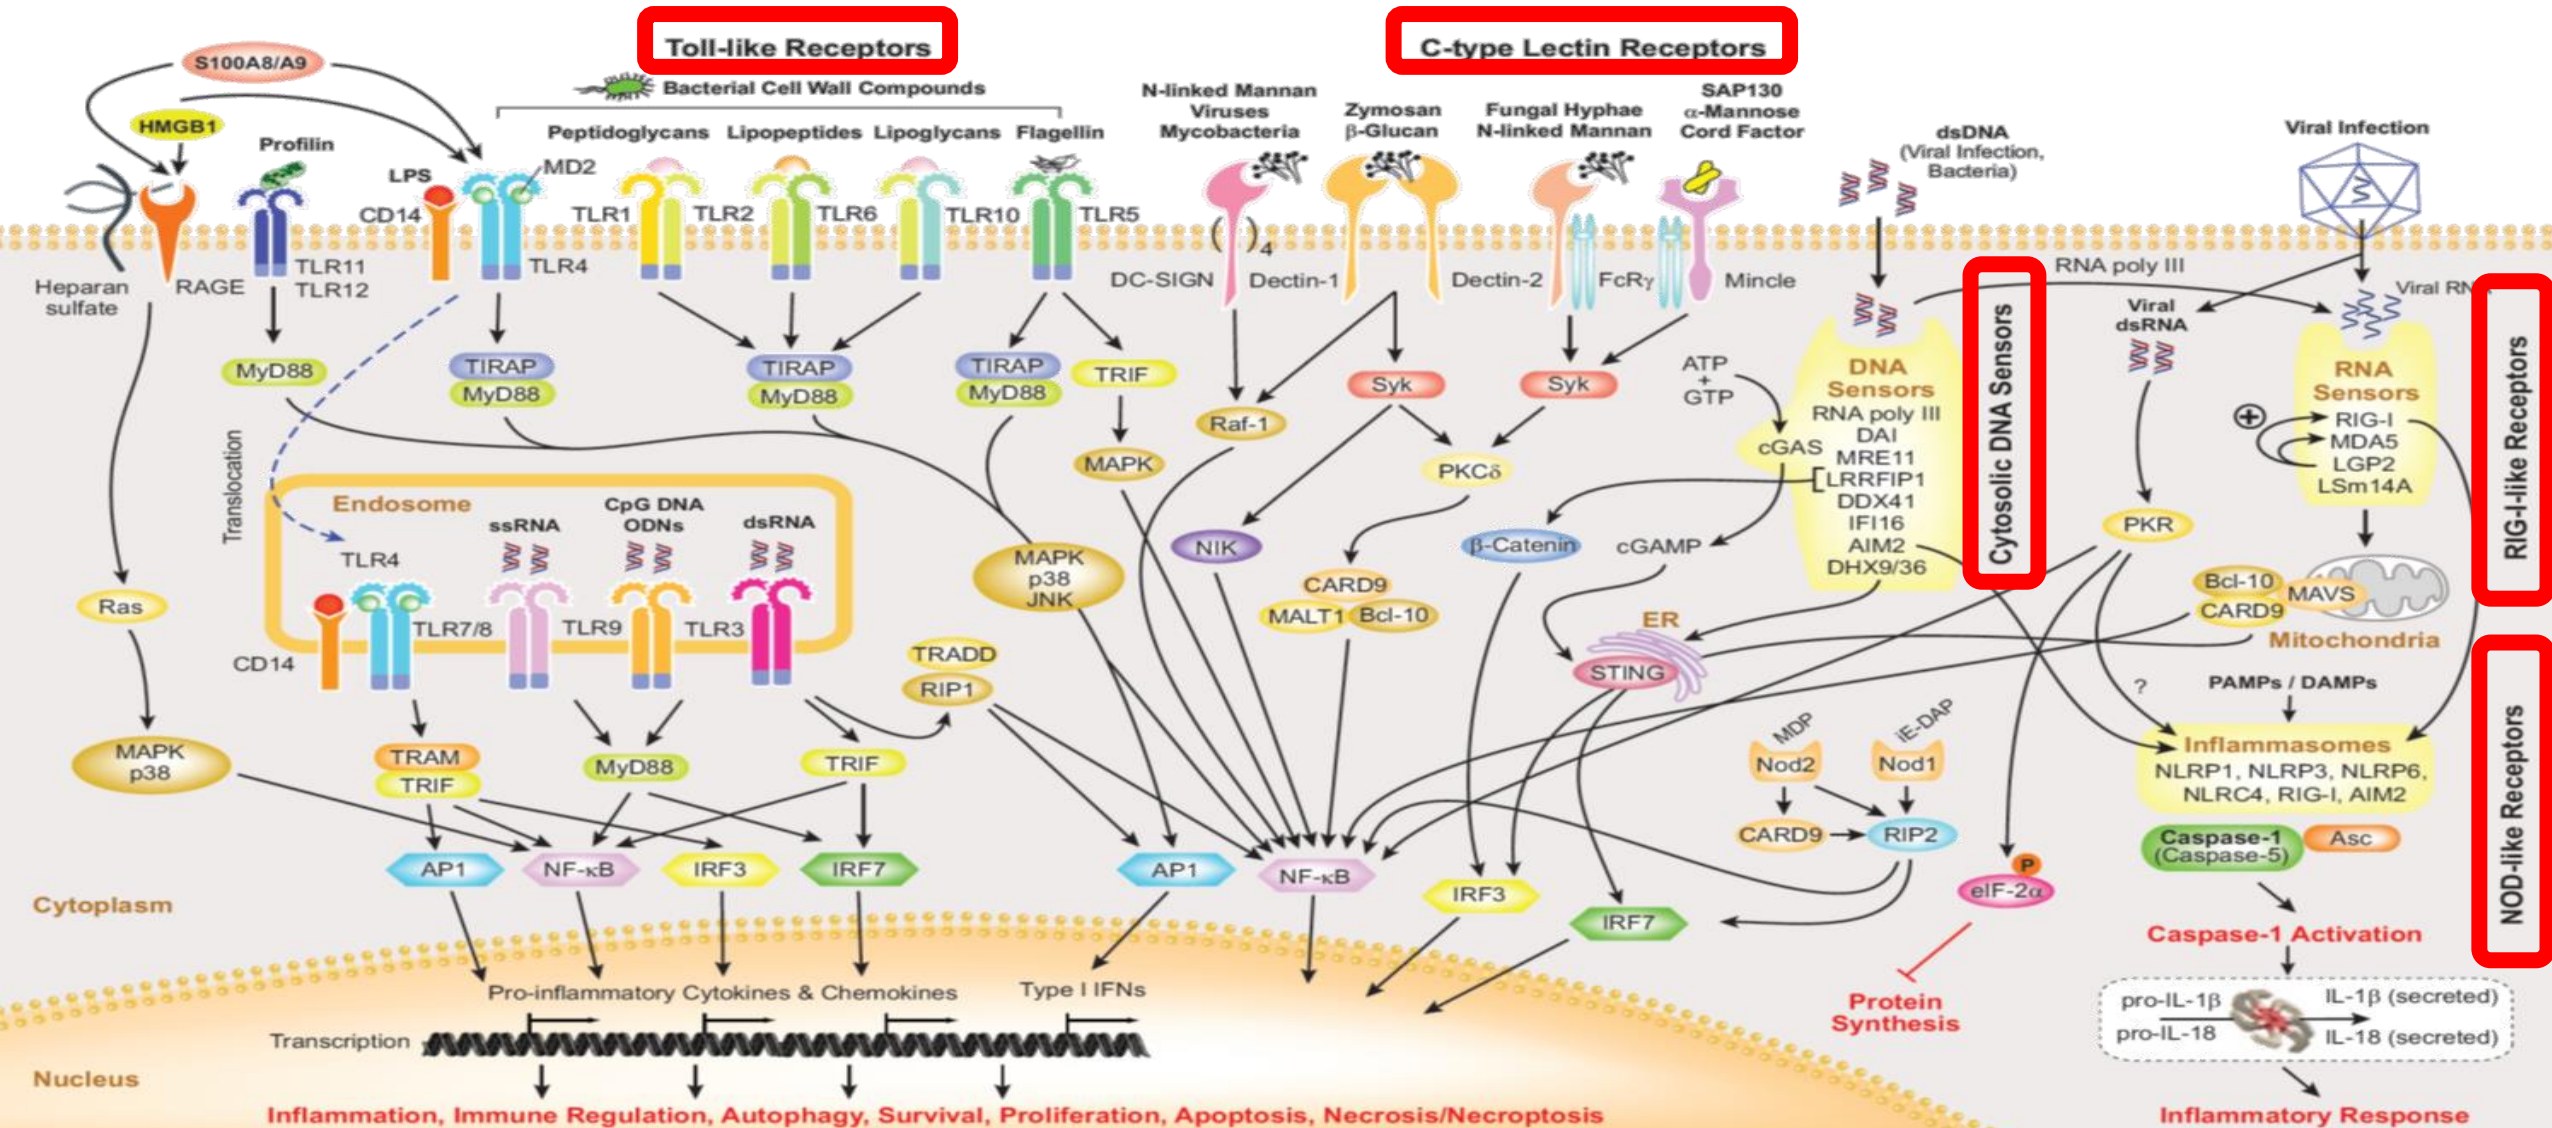 Toll-like Receptors
C-type Lectin Receptors
S100A8/A9
HMGB1
Profilin
Bacterial Cell Wall Compounds
Peptidoglycans
Lipopeptides
Lipoglycans
Flagellin
LPS
MD2
CD14
TLR1
TLR2
TLR6
TLR10
TLR5
N-linked Mannan
Viruses
Mycobacteria
Zymosan
β-Glucan
Fungal Hyphae
N-linked Mannan
SAP130
α-Mannose
Cord Factor
dsDNA
(Viral Infection,
Bacteria)
Viral Infection
Heparan
sulfate
RAGE
TLR11
TLR12
TLR4
( )4
DC-SIGN
Dectin-1
Dectin-2
FcRγ
Mincle
RNA poly III
Viral
dsRNA
Cytosolic DNA Sensors
RIG-I-like Receptors
NOD-like Receptors
MyD88
TIRAP
MyD88
TIRAP
MyD88
TIRAP
MyD88
TRIF
MAPK
Raf-1
Syk
Syk
PKCδ
ATP
+
GTP
cGAS
DNA
Sensors
RNA poly III
DAI
MRE11
LRRFIP1
DDX41
IFI16
AIM2
DHX9/36
RNA
Sensors
RIG-I
MDA5
LGP2
LSm14A
+
Translocation
Endosome
TLR4
ssRNA
CpG DNA
ODNs
dsRNA
CD14
TLR7/8
TLR9
TLR3
MAPK
p38
JNK
NIK
CARD9
MALT1
Bcl-10
β-Catenin
cGAMP
ER
STING
PKR
Bcl-10
CARD9
MAVS
Mitochondria
Ras
MAPK
p38
TRAM
TRIF
MyD88
TRIF
TRADD
RIP1
?
PAMPs / DAMPs
Inflammasomes
NLRP1, NLRP3, NLRP6,
NLRC4, RIG-I, AIM2
MDP
iE-DAP
Nod2
Nod1
CARD9
RIP2
Caspase-1
(Caspase-5)
Asc
P
eIF-2α
AP1
NF-κB
IRF3
IRF7
AP1
NF-κB
IRF3
IRF7
Cytoplasm
Caspase-1 Activation
Protein
Synthesis
pro-IL-1β
pro-IL-18
IL-1β (secreted)
IL-18 (secreted)
Pro-inflammatory Cytokines & Chemokines
Type I IFNs
Transcription
Nucleus
Inflammation, Immune Regulation, Autophagy, Survival, Proliferation, Apoptosis, Necrosis/Necroptosis
Inflammatory Response